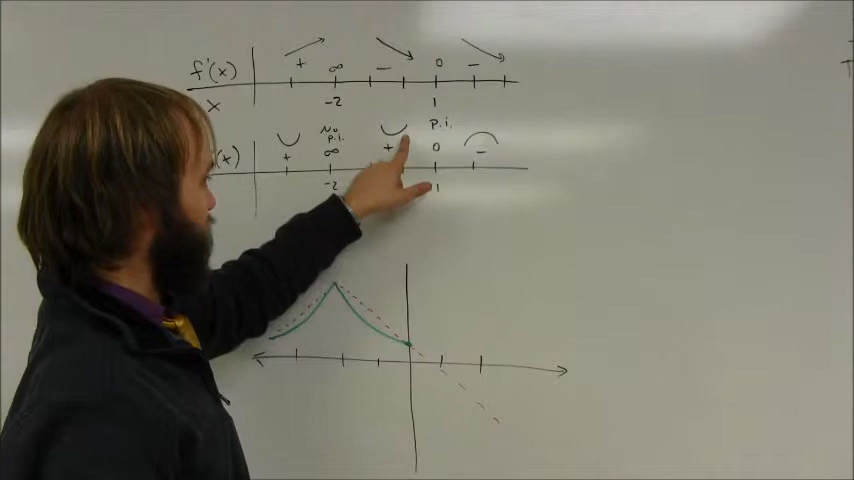 f'(x) + ∞ - 0 -
x -2 1
No p.i.
p.i.
(x) + ∞ + 0 -
-2 1